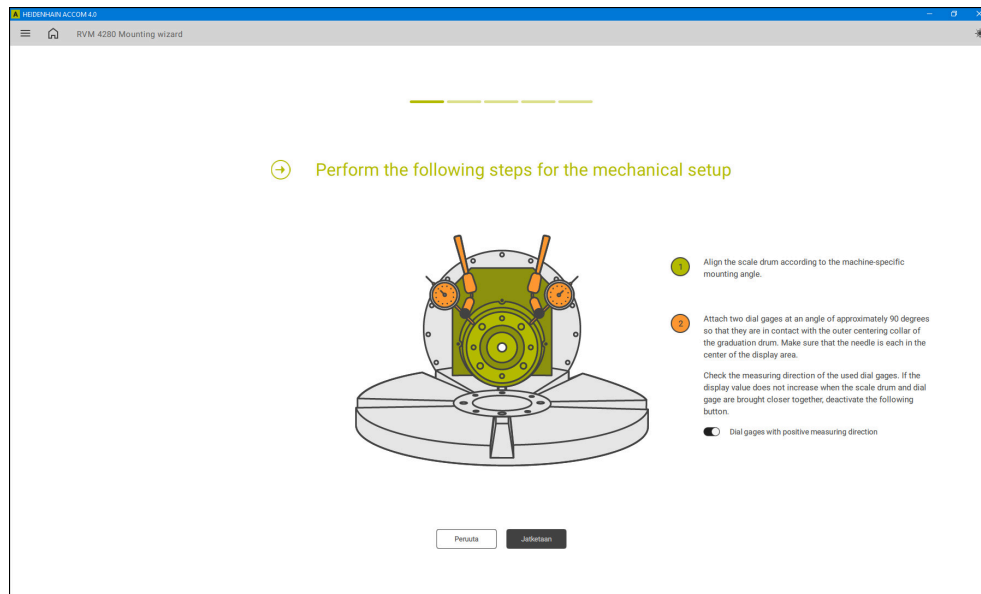 HEIDENHAIN ACCOM 4.0
RVM 4280 Mounting wizard
Perform the following steps for the mechanical setup
1
Align the scale drum according to the machine-specific
mounting angle.
2
Attach two dial gages at an angle of approximately 90 degrees
so that they are in contact with the outer centering collar of
the graduation drum. Make sure that the needle is each in the
center of the display area.
Check the measuring direction of the used dial gages. If the
display value does not increase when the scale drum and dial
gage are brought closer together, deactivate the following
button.
Dial gages with positive measuring direction
Peruuta
Jatketaan